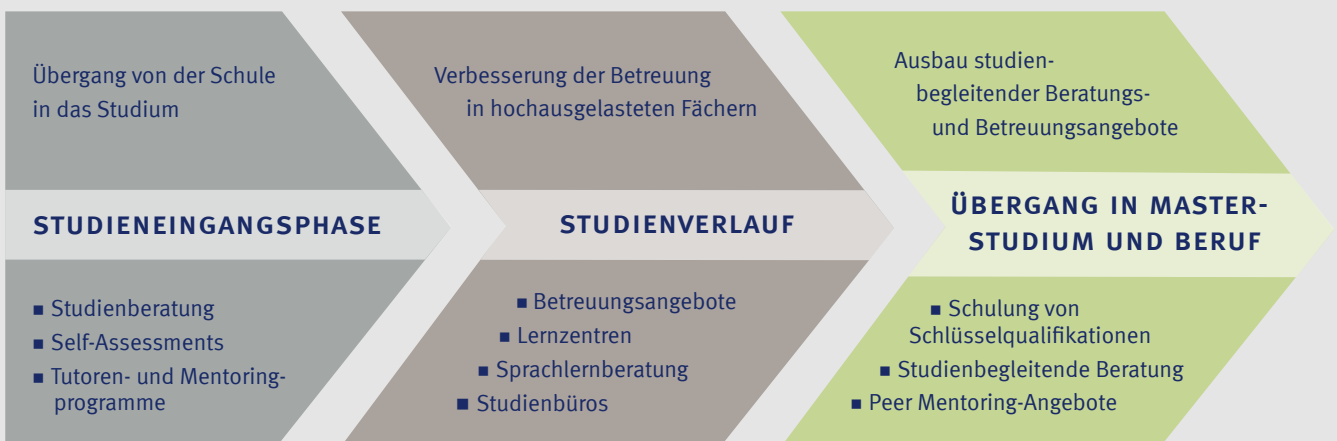 Übergang von der Schule
in das Studium
STUDIENEINGANGSPHASE
■ Studienberatung
■ Self-Assessments
■ Tutoren- und Mentoring-
programme
Verbesserung der Betreuung
in hochausgelasteten Fächern
STUDIENVERLAUF
■ Betreuungsangebote
■ Lernzentren
■ Sprachlernberatung
■ Studienbüros
Ausbau studien-
begleitender Beratungs-
und Betreuungsangebote
ÜBERGANG IN MASTER-
STUDIUM UND BERUF
■ Schulung von
Schlüsselqualifikationen
■ Studienbegleitende Beratung
■ Peer Mentoring-Angebote